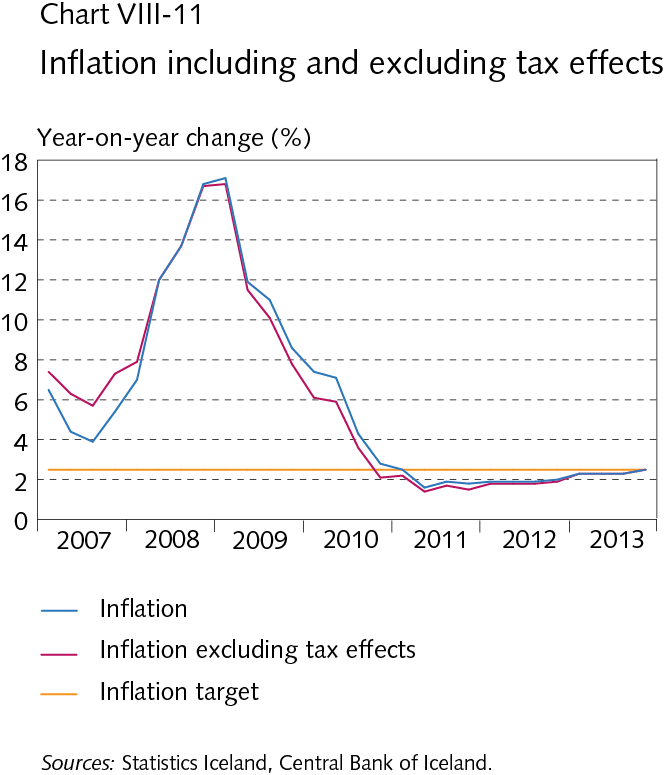 Chart VIII-11
Inflation including and excluding tax effects
Year-on-year change (%)
18
16
14
12
10
8
6
4
2
0
2007 2008 2009 2010 2011 2012 2013
Inflation
Inflation excluding tax effects
Inflation target
Sources: Statistics Iceland, Central Bank of Iceland.